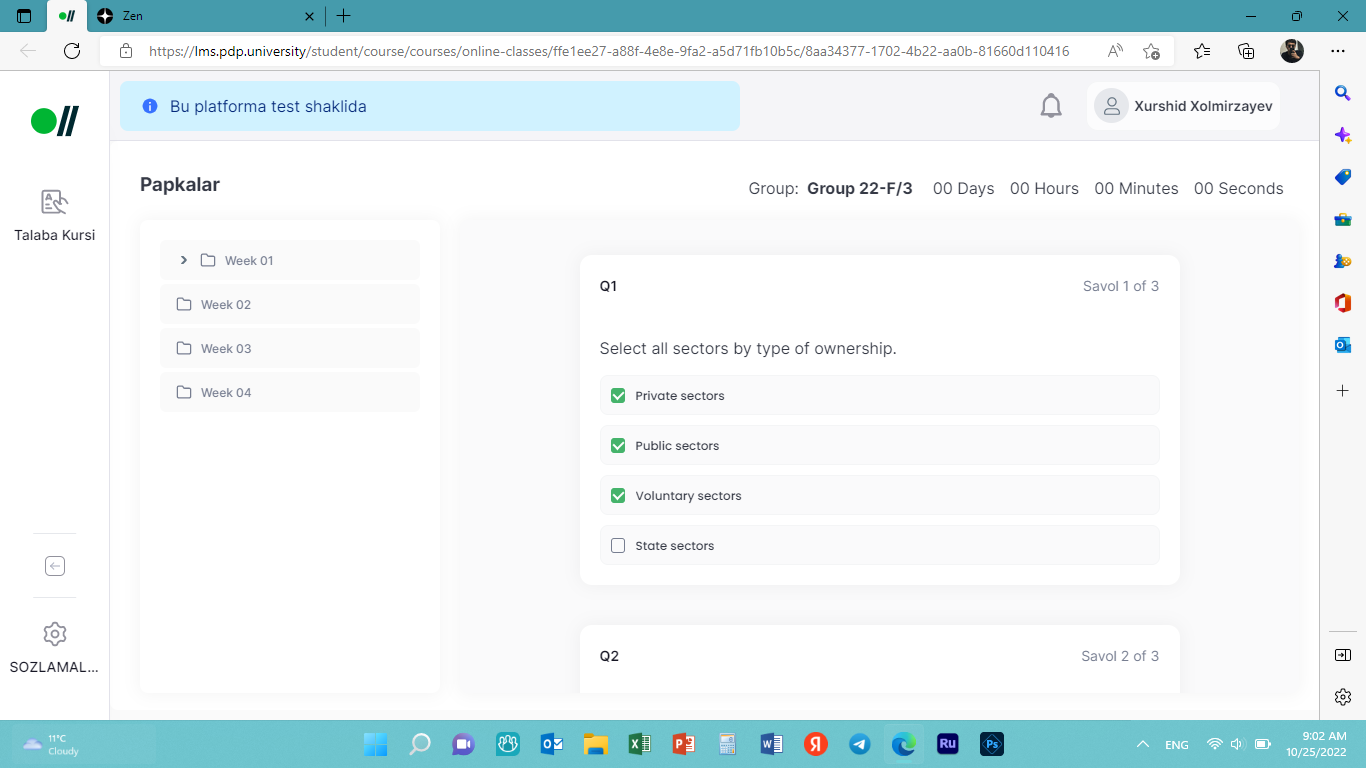 Zen
https://lms.pdp.university/student/course/courses/online-classes/ffe1ee27-a88f-4e8e-9fa2-a5d71fb10b5c/8aa34377-1702-4b22-aa0b-81660d110416
Bu platforma test shaklida
Xurshid Xolmirzayev
Talaba Kursi
SOZLAMAL...
Papkalar
Group: Group 22-F/3 00 Days 00 Hours 00 Minutes 00 Seconds
Week 01
Week 02
Week 03
Week 04
Q1 Savol 1 of 3
Select all sectors by type of ownership.
Private sectors
Public sectors
Voluntary sectors
State sectors
Q2 Savol 2 of 3
11°C
Cloudy
Я
Ru
Ps
ENG
9:02 AM
10/25/2022